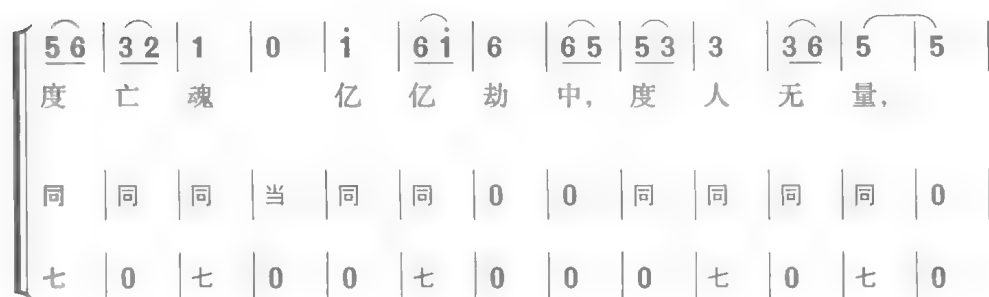 5 6 | 3 2 | 1 | 0 | i̇ | 6 i̇ | 6 | 6 5 | 5 3 | 3 | 3 6 | 5 | 5 |
度 亡 魂 亿 亿 劫 中, 度 人 无 量,
同 | 同 | 同 | 当 | 同 | 同 | 0 | 0 | 同 | 同 | 同 | 同 | 0 |
七 | 0 | 七 | 0 | 0 | 七 | 0 | 0 | 0 | 七 | 0 | 七 | 0